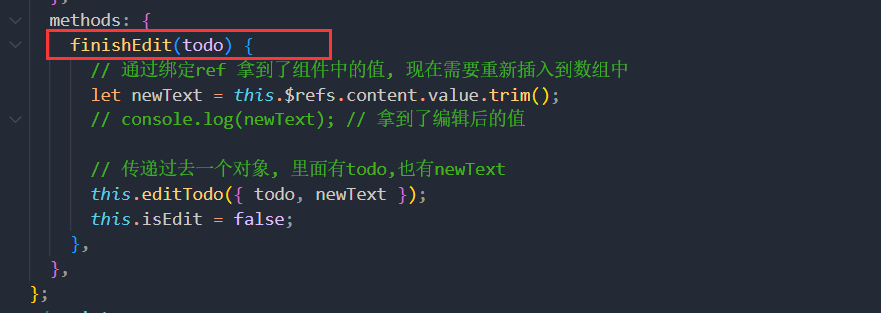 },
methods: {
finishEdit(todo) {
// 通过绑定ref 拿到了组件中的值, 现在需要重新插入到数组中
let newText = this.$refs.content.value.trim();
// console.log(newText); // 拿到了编辑后的值
// 传递过去一个对象, 里面有todo,也有newText
this.editTodo({ todo, newText });
this.isEdit = false;
},
},
};